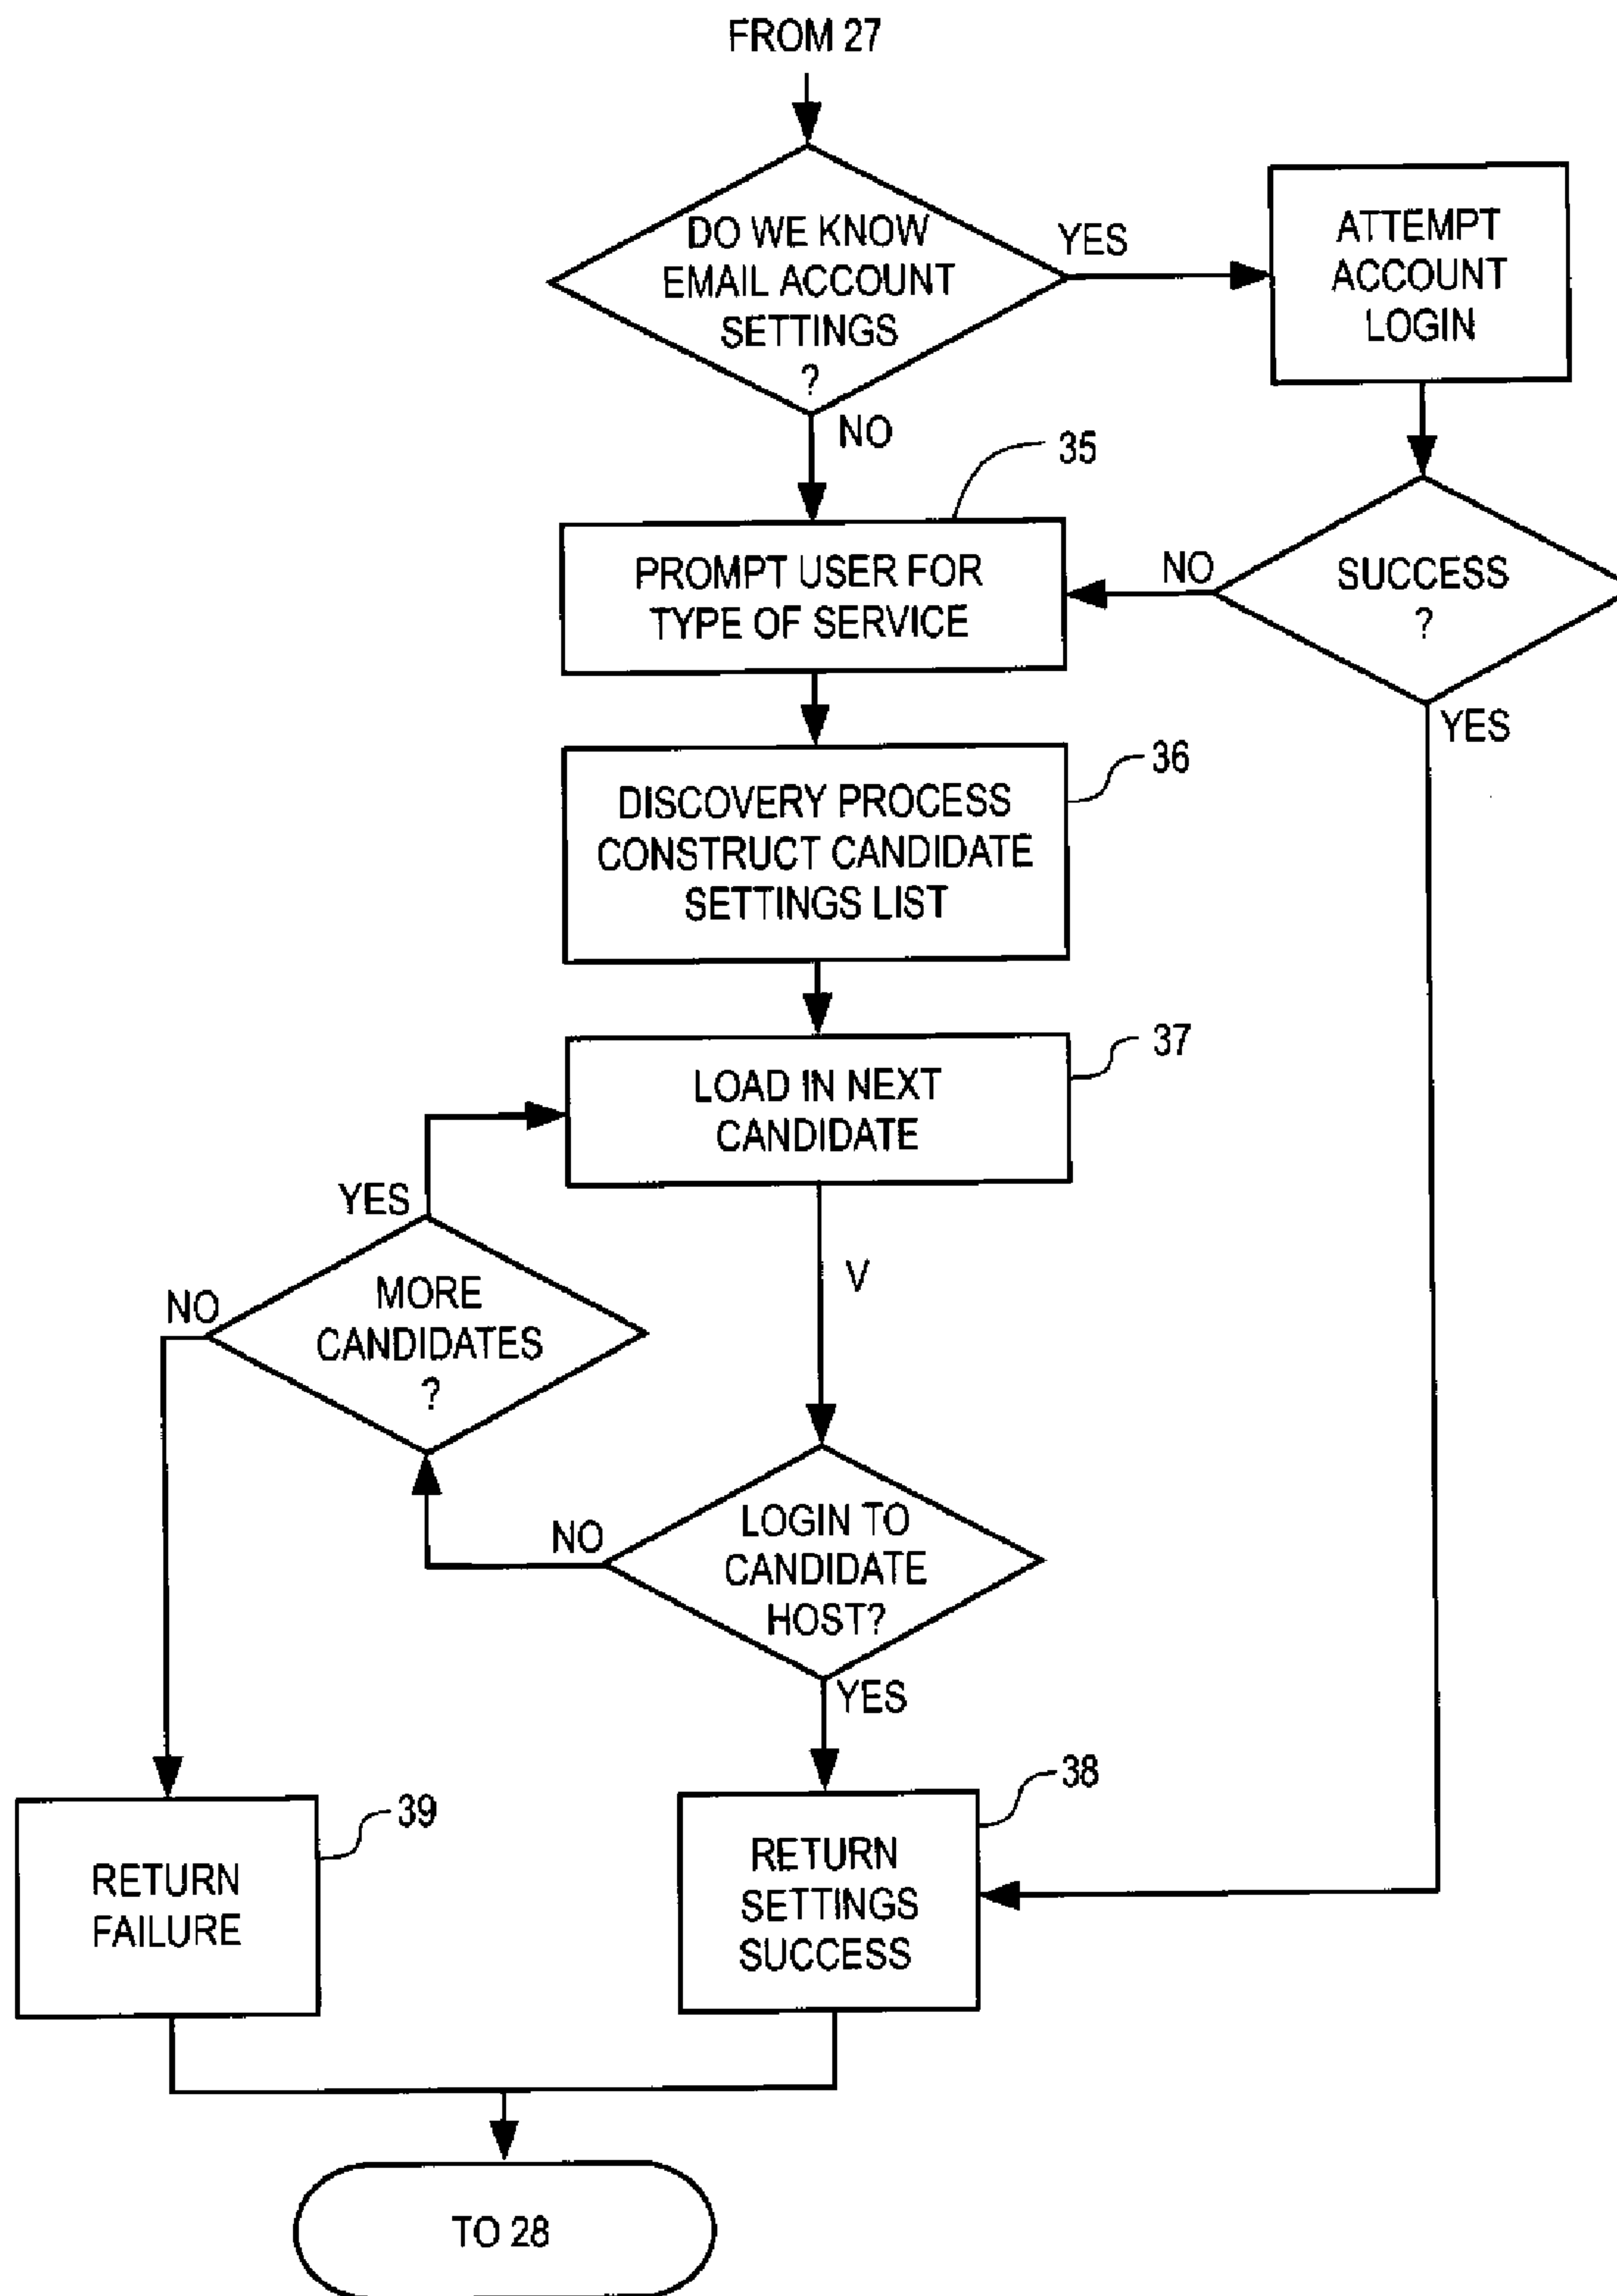 FROM 27
DO WE KNOW
EMAIL ACCOUNT
SETTINGS
?
YES
NO
ATTEMPT
ACCOUNT
LOGIN
35
PROMPT USER FOR
TYPE OF SERVICE
NO
SUCCESS
?
YES
36
DISCOVERY PROCESS
CONSTRUCT CANDIDATE
SETTINGS LIST
37
LOAD IN NEXT
CANDIDATE
YES
NO
MORE
CANDIDATES
?
V
NO
LOGIN TO
CANDIDATE
HOST?
YES
39
RETURN
FAILURE
38
RETURN
SETTINGS
SUCCESS
TO 28